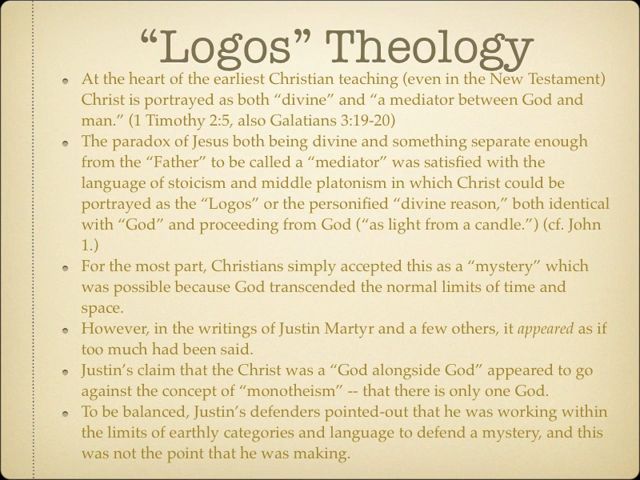 “Logos” Theology
At the heart of the earliest Christian teaching (even in the New Testament)
Christ is portrayed as both “divine” and “a mediator between God and
man.” (1 Timothy 2:5, also Galatians 3:19-20)
The paradox of Jesus both being divine and something separate enough
from the “Father” to be called a “mediator” was satisfied with the
language of stoicism and middle platonism in which Christ could be
portrayed as the “Logos” or the personified “divine reason,” both identical
with “God” and proceeding from God (“as light from a candle.”) (cf. John
1.)
For the most part, Christians simply accepted this as a “mystery” which
was possible because God transcended the normal limits of time and
space.
However, in the writings of Justin Martyr and a few others, it appeared as if
too much had been said.
Justin’s claim that the Christ was a “God alongside God” appeared to go
against the concept of “monotheism” -- that there is only one God.
To be balanced, Justin’s defenders pointed-out that he was working within
the limits of earthly categories and language to defend a mystery, and this
was not the point that he was making.